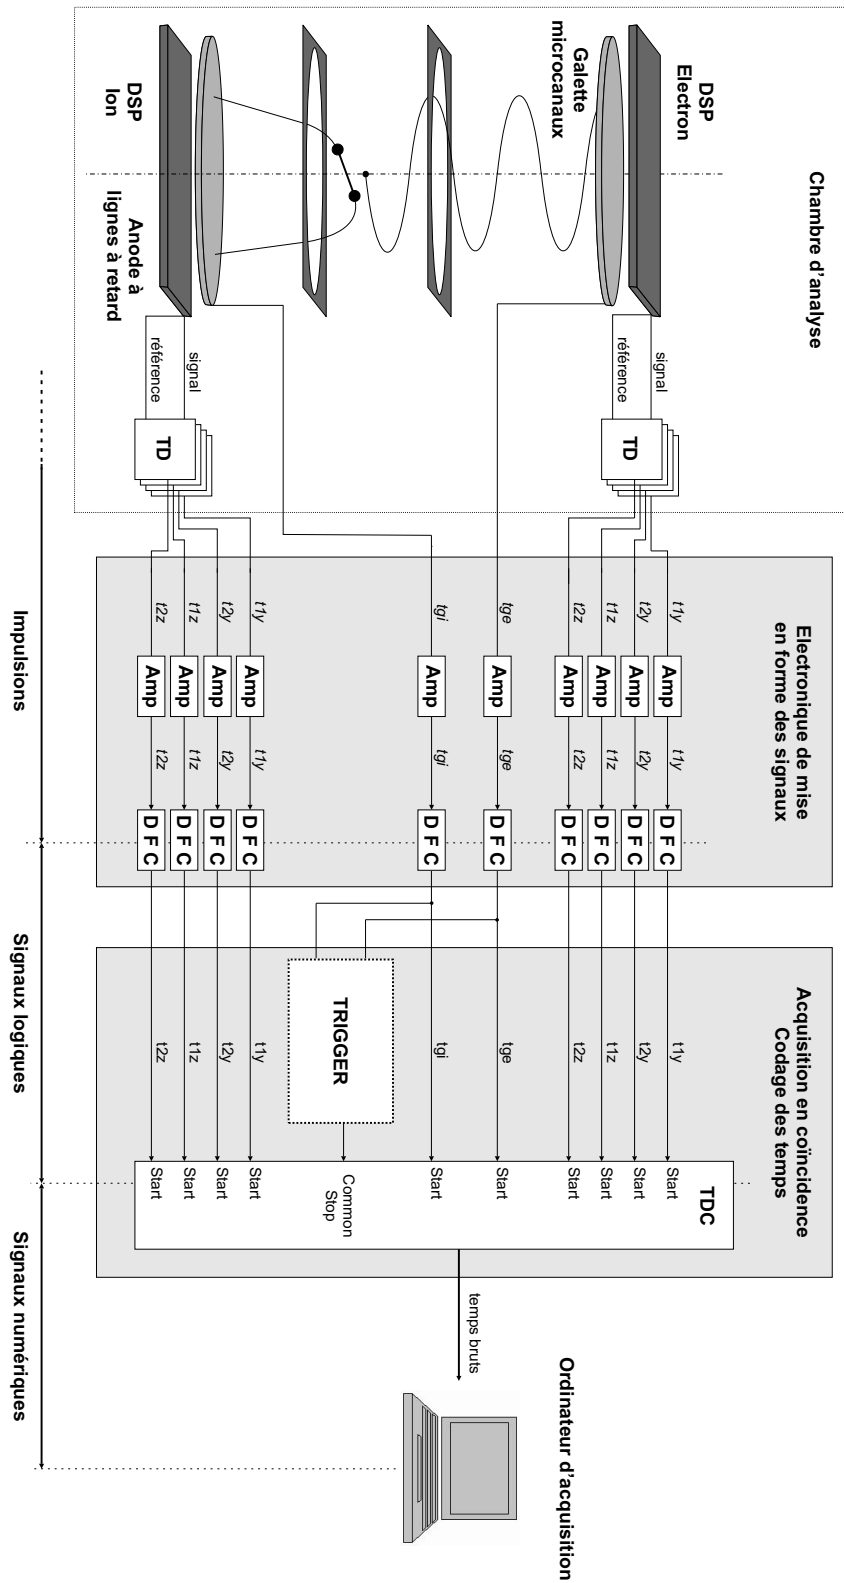 Chambre d'analyse
DSP
Electron
Galette
microcanaux
DSP
Ion
Anode à
lignes à retard
signal
référence
TD
signal
référence
TD
Electronique de mise
en forme des signaux
t1y
Amp
t1y
D F C
t2y
Amp
t2y
D F C
t1z
Amp
t1z
D F C
t2z
Amp
t2z
D F C
tge
Amp
tge
D F C
tgi
Amp
tgi
D F C
t1y
Amp
t1y
D F C
t2y
Amp
t2y
D F C
t1z
Amp
t1z
D F C
t2z
Amp
t2z
D F C
Acquisition en coïncidence
Codage des temps
TDC
t1y
Start
t2y
Start
t1z
Start
t2z
Start
tge
Start
tgi
Start
TRIGGER
Common
Stop
t1y
Start
t2y
Start
t1z
Start
t2z
Start
temps bruts
Ordinateur d'acquisition
Impulsions
Signaux logiques
Signaux numériques